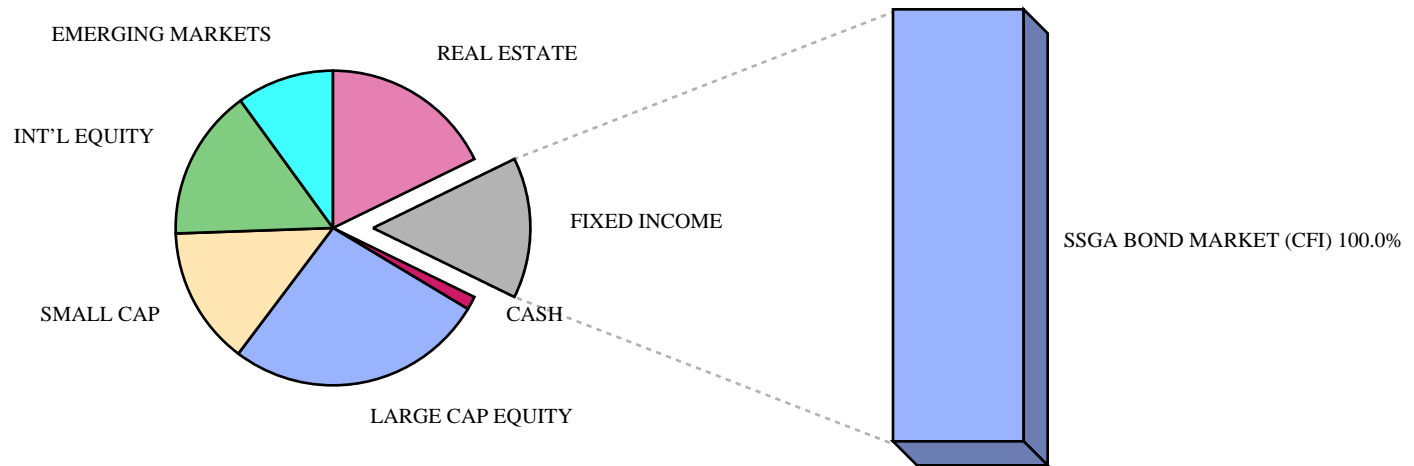 EMERGING MARKETS
REAL ESTATE
INT’L EQUITY
FIXED INCOME
SSGA BOND MARKET (CFI) 100.0%
SMALL CAP
CASH
LARGE CAP EQUITY